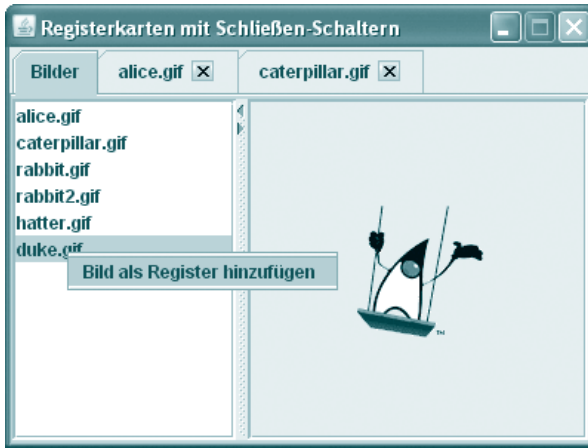 Registerkarten mit Schließen-Schaltern
Bilder alice.gif caterpillar.gif
alice.gif
caterpillar.gif
rabbit.gif
rabbit2.gif
hatter.gif
duke.gif
Bild als Register hinzufügen
™